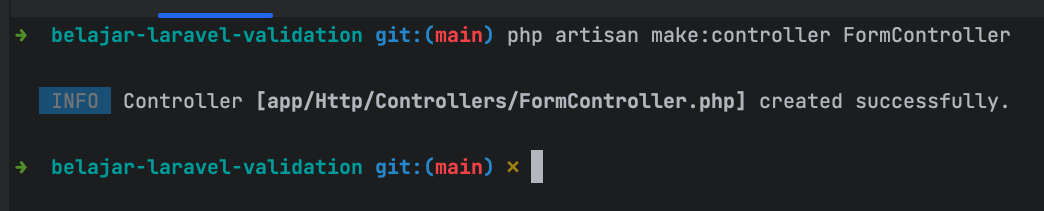 ➜ belajar-laravel-validation git:(main) php artisan make:controller FormController
INFO Controller [app/Http/Controllers/FormController.php] created successfully.
➜ belajar-laravel-validation git:(main) ✗